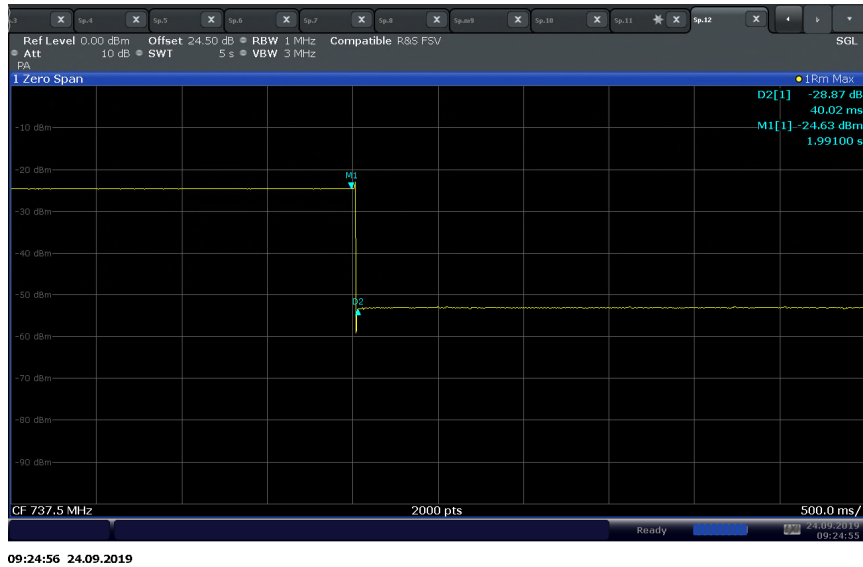 .3 X Sp.4 X Sp.5 X Sp.6 X Sp.7 X Sp.8 X X Sp.10 X Sp.11 X Sp.12 X
Ref Level 0.00 dBm Offset 24.50 dB RBW 1 MHz Compatible R&S FSV SGL
Att 10 dB SWT 5 s VBW 3 MHz
PA
1 Zero Span 1Rm Max
D2[1] -28.87 dB
40.02 ms
M1[1] -24.63 dBm
1.99100 s
-10 dBm
-20 dBm
M1
-30 dBm
-40 dBm
-50 dBm
D2
-60 dBm
-70 dBm
-80 dBm
-90 dBm
CF 737.5 MHz 2000 pts 500.0 ms/
Ready 24.09.2019
09:24:55
09:24:56 24.09.2019